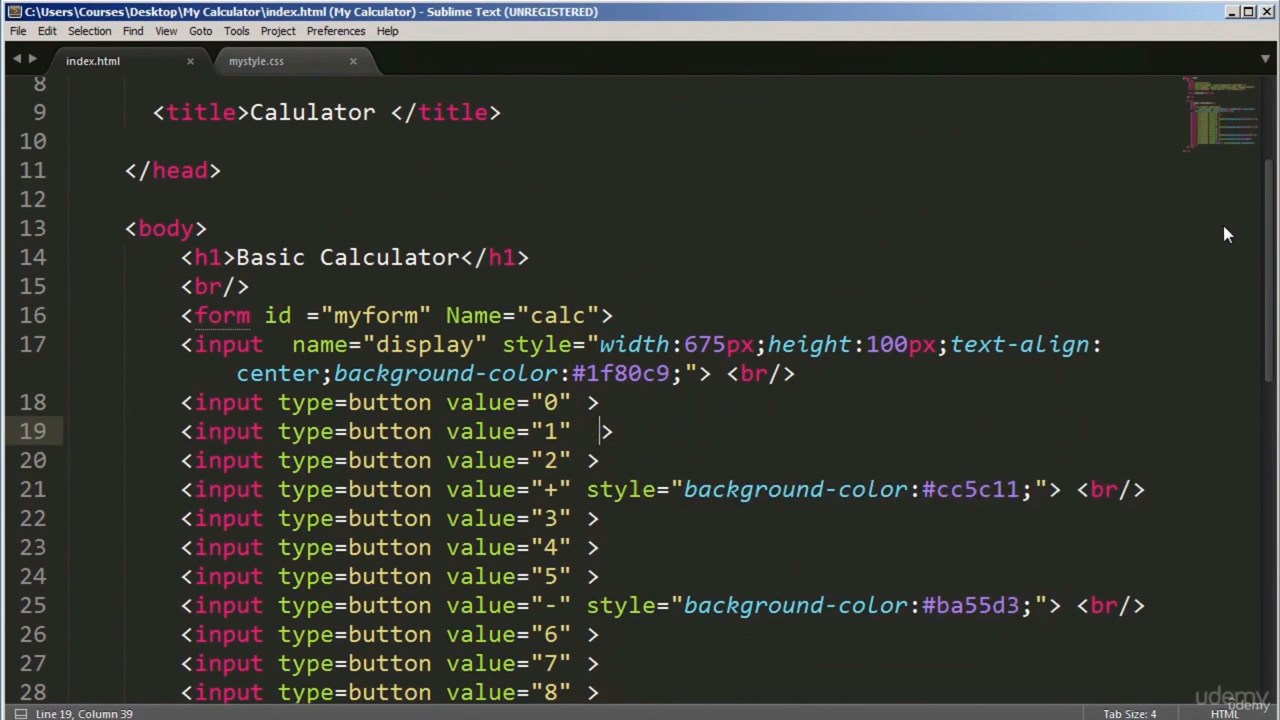 C:\Users\Courses\Desktop\My Calculator\index.html (My Calculator) - Sublime Text (UNREGISTERED)
File Edit Selection Find View Goto Tools Project Preferences Help
index.html × mystyle.css ×
8
9 <title>Calulator </title>
10
11 </head>
12
13 <body>
14 <h1>Basic Calculator</h1>
15 <br/>
16 <form id ="myform" Name="calc">
17 <input name="display" style="width:675px;height:100px;text-align:
center;background-color:#1f80c9;"> <br/>
18 <input type=button value="0" >
19 <input type=button value="1" >
20 <input type=button value="2" >
21 <input type=button value="+" style="background-color:#cc5c11;"> <br/>
22 <input type=button value="3" >
23 <input type=button value="4" >
24 <input type=button value="5" >
25 <input type=button value="-" style="background-color:#ba55d3;"> <br/>
26 <input type=button value="6" >
27 <input type=button value="7" >
28 <input type=button value="8" >
udemy
udemy
Line 19, Column 39 Tab Size: 4 HTML